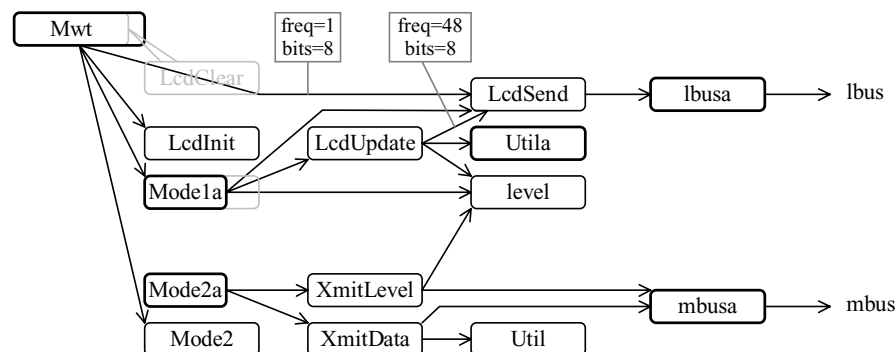 Mwt
freq=1
bits=8
freq=48
bits=8
LcdClear
LcdSend
lbusa
lbus
LcdInit
LcdUpdate
Utila
Mode1a
level
Mode2a
XmitLevel
mbusa
mbus
Mode2
XmitData
Util